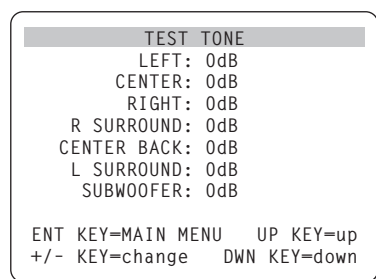 TEST TONE
LEFT: 0dB
CENTER: 0dB
RIGHT: 0dB
R SURROUND: 0dB
CENTER BACK: 0dB
L SURROUND: 0dB
SUBWOOFER: 0dB
ENT KEY=MAIN MENU UP KEY=up
+/- KEY=change DWN KEY=down